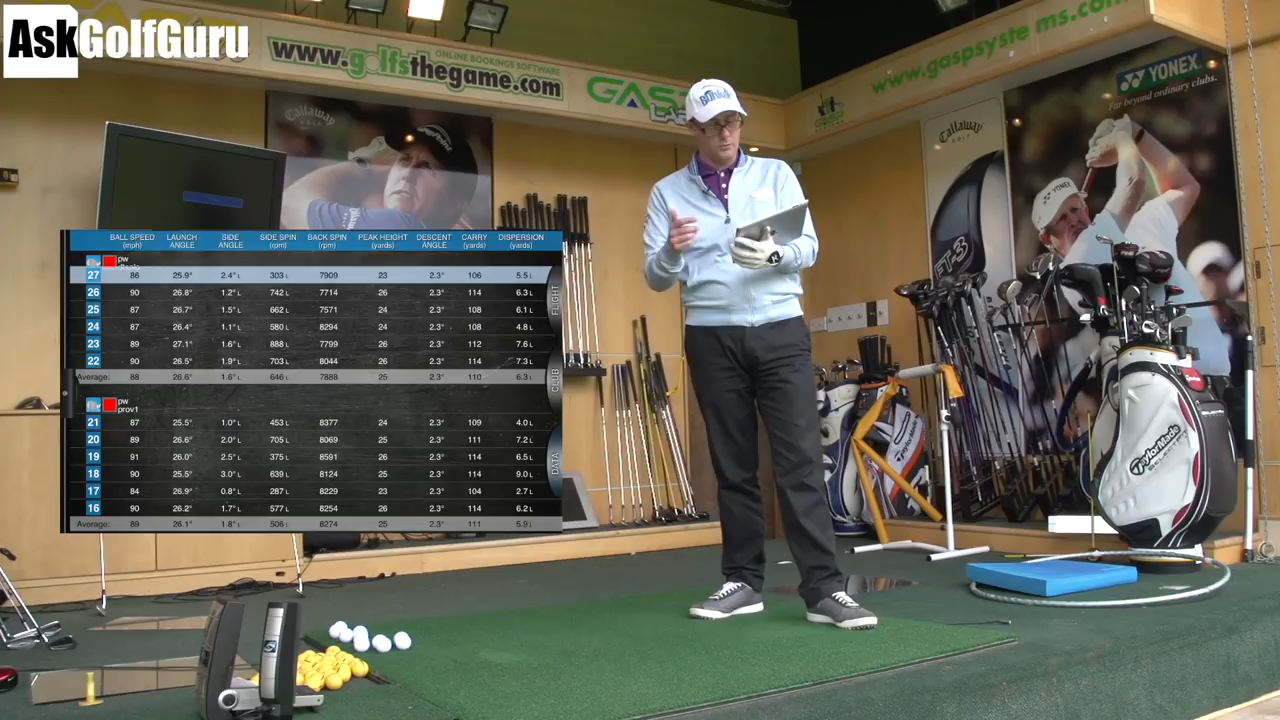 AskGolfGuru
www.golfsthegame.com
ONLINE BOOKINGS SOFTWARE
GASP
LAB
www.gaspsystems.com
YONEX
Far beyond ordinary clubs.
Callaway
GOLF
Callaway
GOLF
YONEX
FT-3
TaylorMade
TaylorMade
BALL SPEED (mph) LAUNCH ANGLE SIDE ANGLE SIDE SPIN (rpm) BACK SPIN (rpm) PEAK HEIGHT (yards) DESCENT ANGLE CARRY (yards) DISPERSION (yards)
pw
27 86 25.9° 2.4° L 303 L 7909 23 2.3° 106 5.5 L
26 90 26.8° 1.2° L 742 L 7714 26 2.3° 114 6.3 L
25 87 26.7° 1.5° L 662 L 7571 24 2.3° 108 6.1 L
24 87 26.4° 1.1° L 580 L 8294 24 2.3° 108 4.8 L
23 89 27.1° 1.6° L 888 L 7799 26 2.3° 112 7.6 L
22 90 26.5° 1.9° L 703 L 8044 26 2.3° 114 7.3 L
Average: 88 26.6° 1.6° L 646 L 7888 25 2.3° 110 6.3 L
pw
prov1
21 87 25.5° 1.0° L 453 L 8377 24 2.3° 109 4.0 L
20 89 26.6° 2.0° L 705 L 8069 25 2.3° 111 7.2 L
19 91 26.0° 2.5° L 375 L 8591 26 2.3° 114 6.5 L
18 90 25.5° 3.0° L 639 L 8124 25 2.3° 114 9.0 L
17 84 26.9° 0.8° L 287 L 8229 23 2.3° 104 2.7 L
16 90 26.2° 1.7° L 577 L 8254 26 2.3° 114 6.2 L
Average: 89 26.1° 1.8° L 506 L 8274 25 2.3° 111 5.9 L
FLIGHT
CLUB
DATA